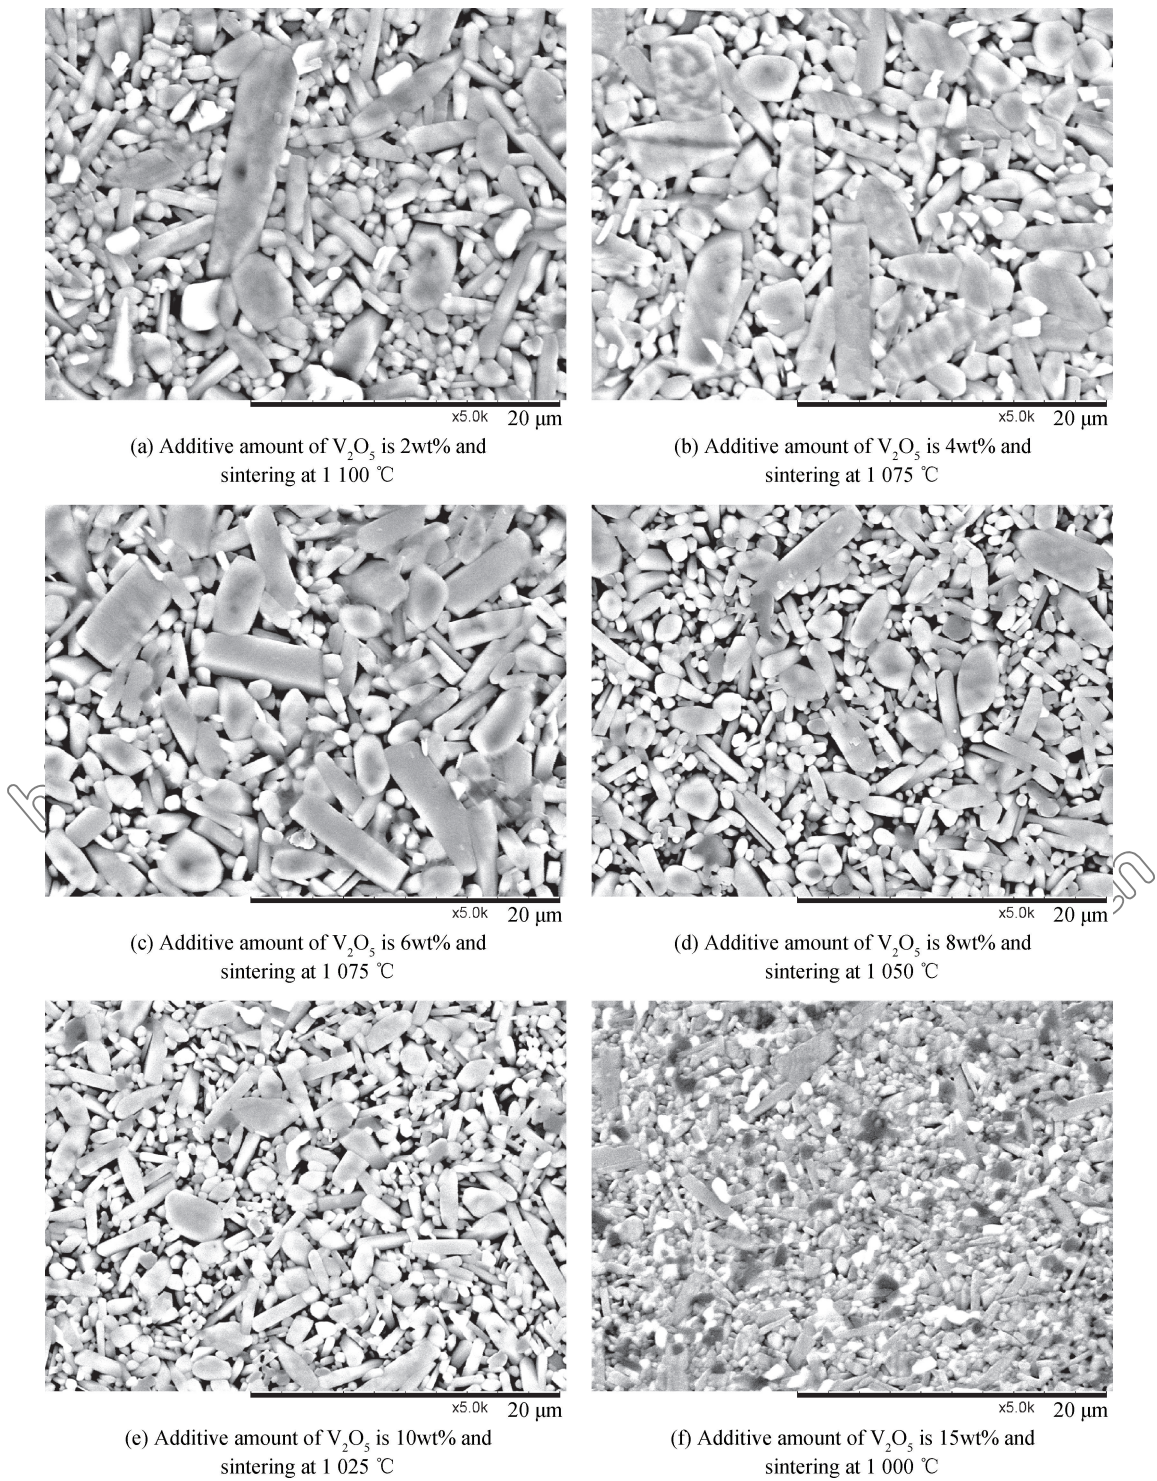 x5.0k 20 μm
x5.0k 20 μm
(a) Additive amount of V₂O₅ is 2wt% and
sintering at 1 100 ℃
(b) Additive amount of V₂O₅ is 4wt% and
sintering at 1 075 ℃
x5.0k 20 μm
x5.0k 20 μm
(c) Additive amount of V₂O₅ is 6wt% and
sintering at 1 075 ℃
(d) Additive amount of V₂O₅ is 8wt% and
sintering at 1 050 ℃
x5.0k 20 μm
x5.0k 20 μm
(e) Additive amount of V₂O₅ is 10wt% and
sintering at 1 025 ℃
(f) Additive amount of V₂O₅ is 15wt% and
sintering at 1 000 ℃